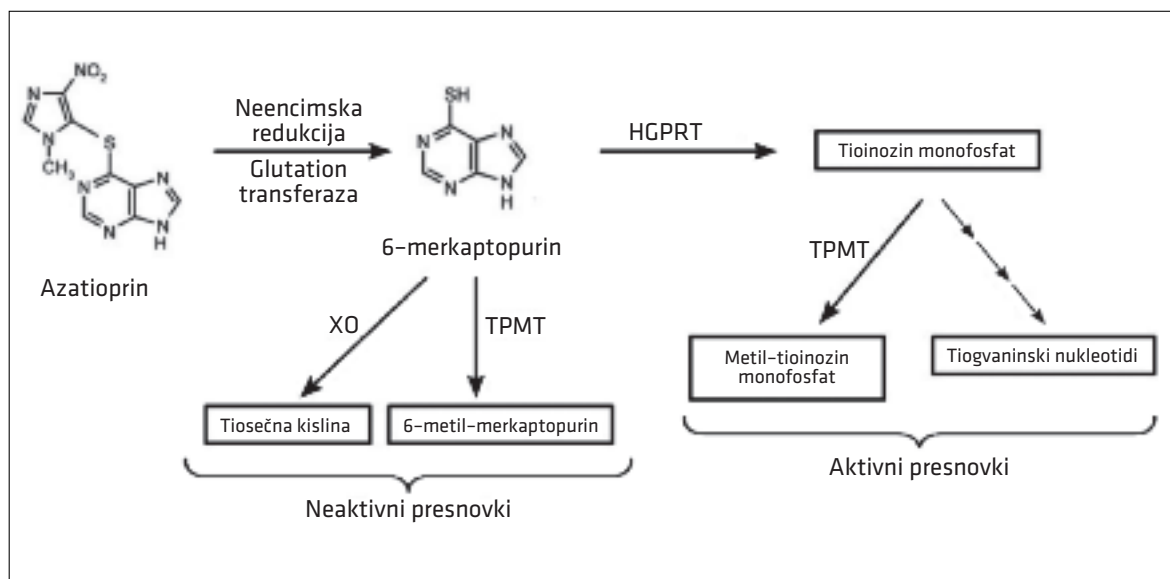 NO₂
N
N
CH₃
S
N
N
N
N
H
Azatioprin
Neencimska
redukcija
Glutation
transferaza
SH
N
N
N
N
H
6-merkaptopurin
HGPRT
Tioinozin monofosfat
XO
TPMT
TPMT
Tiosečna kislina
6-metil-merkaptopurin
Neaktivni presnovki
Metil-tioinozin
monofosfat
Tiogvaninski nukleotidi
Aktivni presnovki